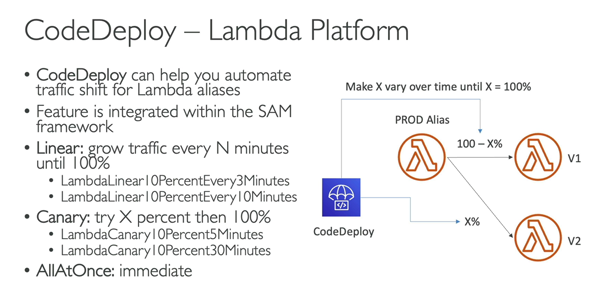 CodeDeploy – Lambda Platform
• CodeDeploy can help you automate
traffic shift for Lambda aliases
• Feature is integrated within the SAM
framework
• Linear: grow traffic every N minutes
until 100%
• LambdaLinear10PercentEvery3Minutes
• LambdaLinear10PercentEvery10Minutes
• Canary: try X percent then 100%
• LambdaCanary10Percent5Minutes
• LambdaCanary10Percent30Minutes
• AllAtOnce: immediate
Make X vary over time until X = 100%
PROD Alias
100 – X%
V1
CodeDeploy
X%
V2